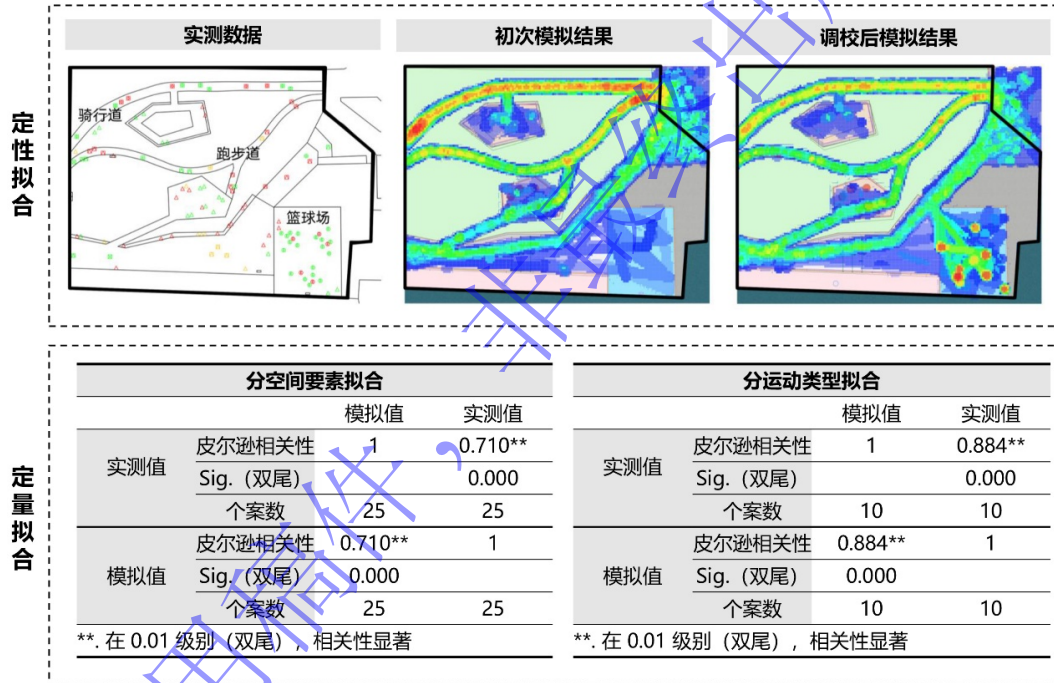 定性拟合
实测数据
初次模拟结果
调校后模拟结果
骑行道
跑步道
篮球场
定量拟合
分空间要素拟合
模拟值 实测值
实测值 皮尔逊相关性 1 0.710**
Sig.（双尾） 0.000
个案数 25 25
模拟值 皮尔逊相关性 0.710** 1
Sig.（双尾） 0.000
个案数 25 25
**. 在 0.01 级别（双尾），相关性显著
分运动类型拟合
模拟值 实测值
实测值 皮尔逊相关性 1 0.884**
Sig.（双尾） 0.000
个案数 10 10
模拟值 皮尔逊相关性 0.884** 1
Sig.（双尾） 0.000
个案数 10 10
**. 在 0.01 级别（双尾），相关性显著
用稿件，非最终出